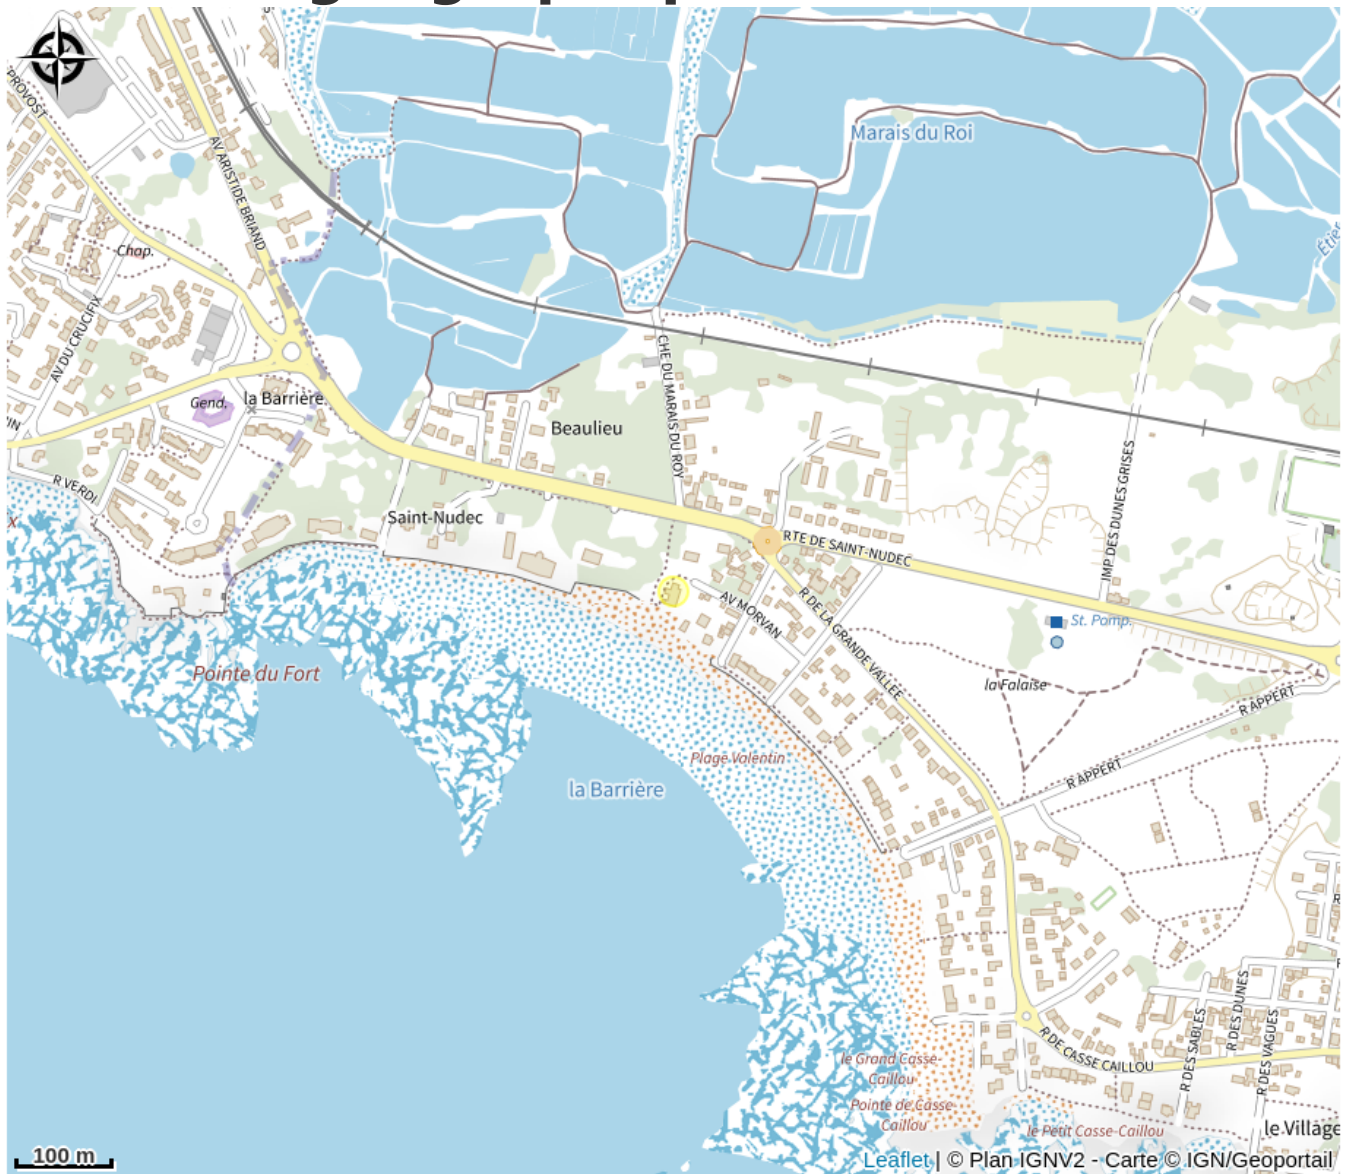 PROVOST
AV ARISTIDE BRIAND
Marais du Roi
Étier
Chap.
AV DU CRUCIFIX
CHE DU MARAIS DU ROY
Gend.
la Barrière
Beaulieu
R VERDI
Saint-Nudec
RTE DE SAINT-NUDEC
IMP DES DUNES GRISES
AV MORVAN
R DE LA GRANDE VALLEE
St. Pomp.
Pointe du Fort
la Falaise
R APPERT
R APPERT
Plage Valentin
la Barrière
R DE CASSE CAILLOU
R DES SABLES
R DES DUNES
R DES VAGUES
le Grand Casse-
Caillou
Pointe de Casse
Caillou
le Petit Casse-Caillou
le Village
100 m
Leaflet | © Plan IGNV2 - Carte © IGN/Geoportail